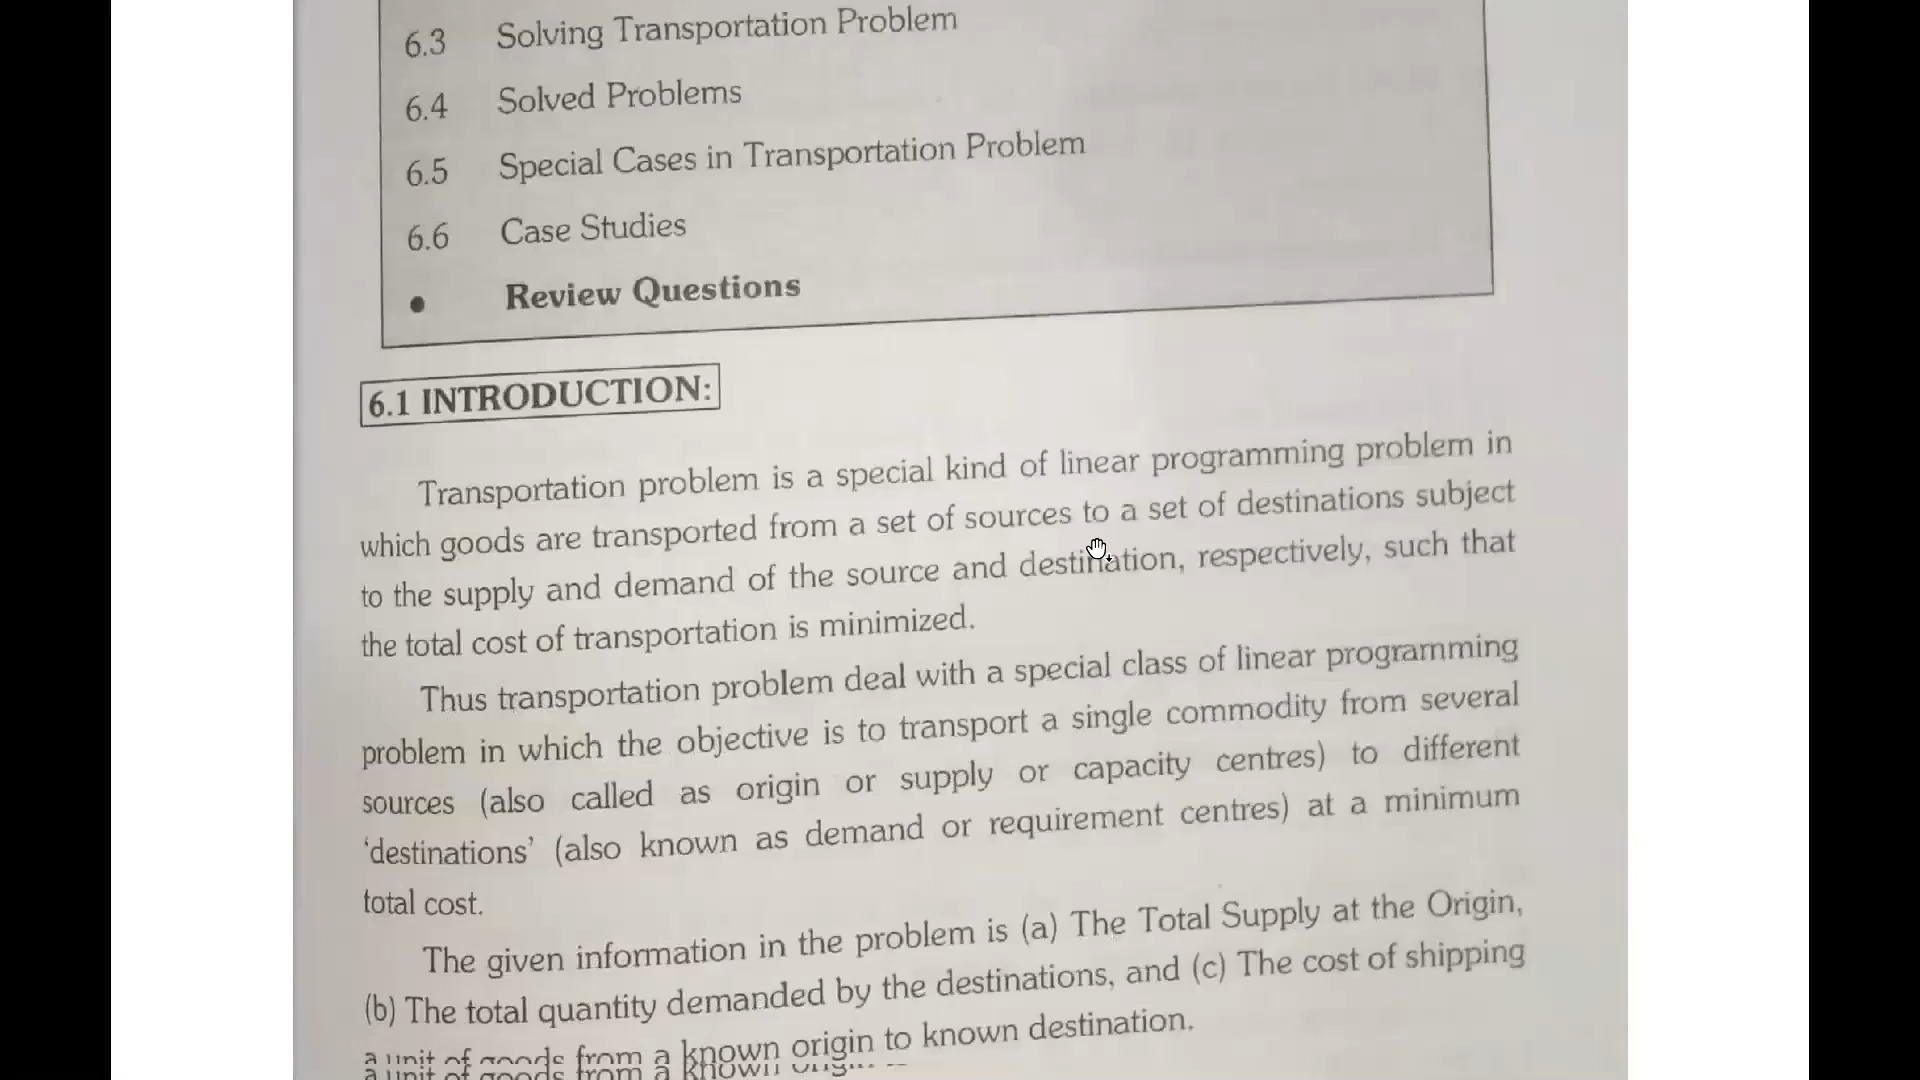 6.3 Solving Transportation Problem
6.4 Solved Problems
6.5 Special Cases in Transportation Problem
6.6 Case Studies
• Review Questions
6.1 INTRODUCTION:
Transportation problem is a special kind of linear programming problem in
which goods are transported from a set of sources to a set of destinations subject
to the supply and demand of the source and destination, respectively, such that
the total cost of transportation is minimized.
Thus transportation problem deal with a special class of linear programming
problem in which the objective is to transport a single commodity from several
sources (also called as origin or supply or capacity centres) to different
'destinations' (also known as demand or requirement centres) at a minimum
total cost.
The given information in the problem is (a) The Total Supply at the Origin,
(b) The total quantity demanded by the destinations, and (c) The cost of shipping
a unit of goods from a known origin to known destination.
a unit of goods from a known